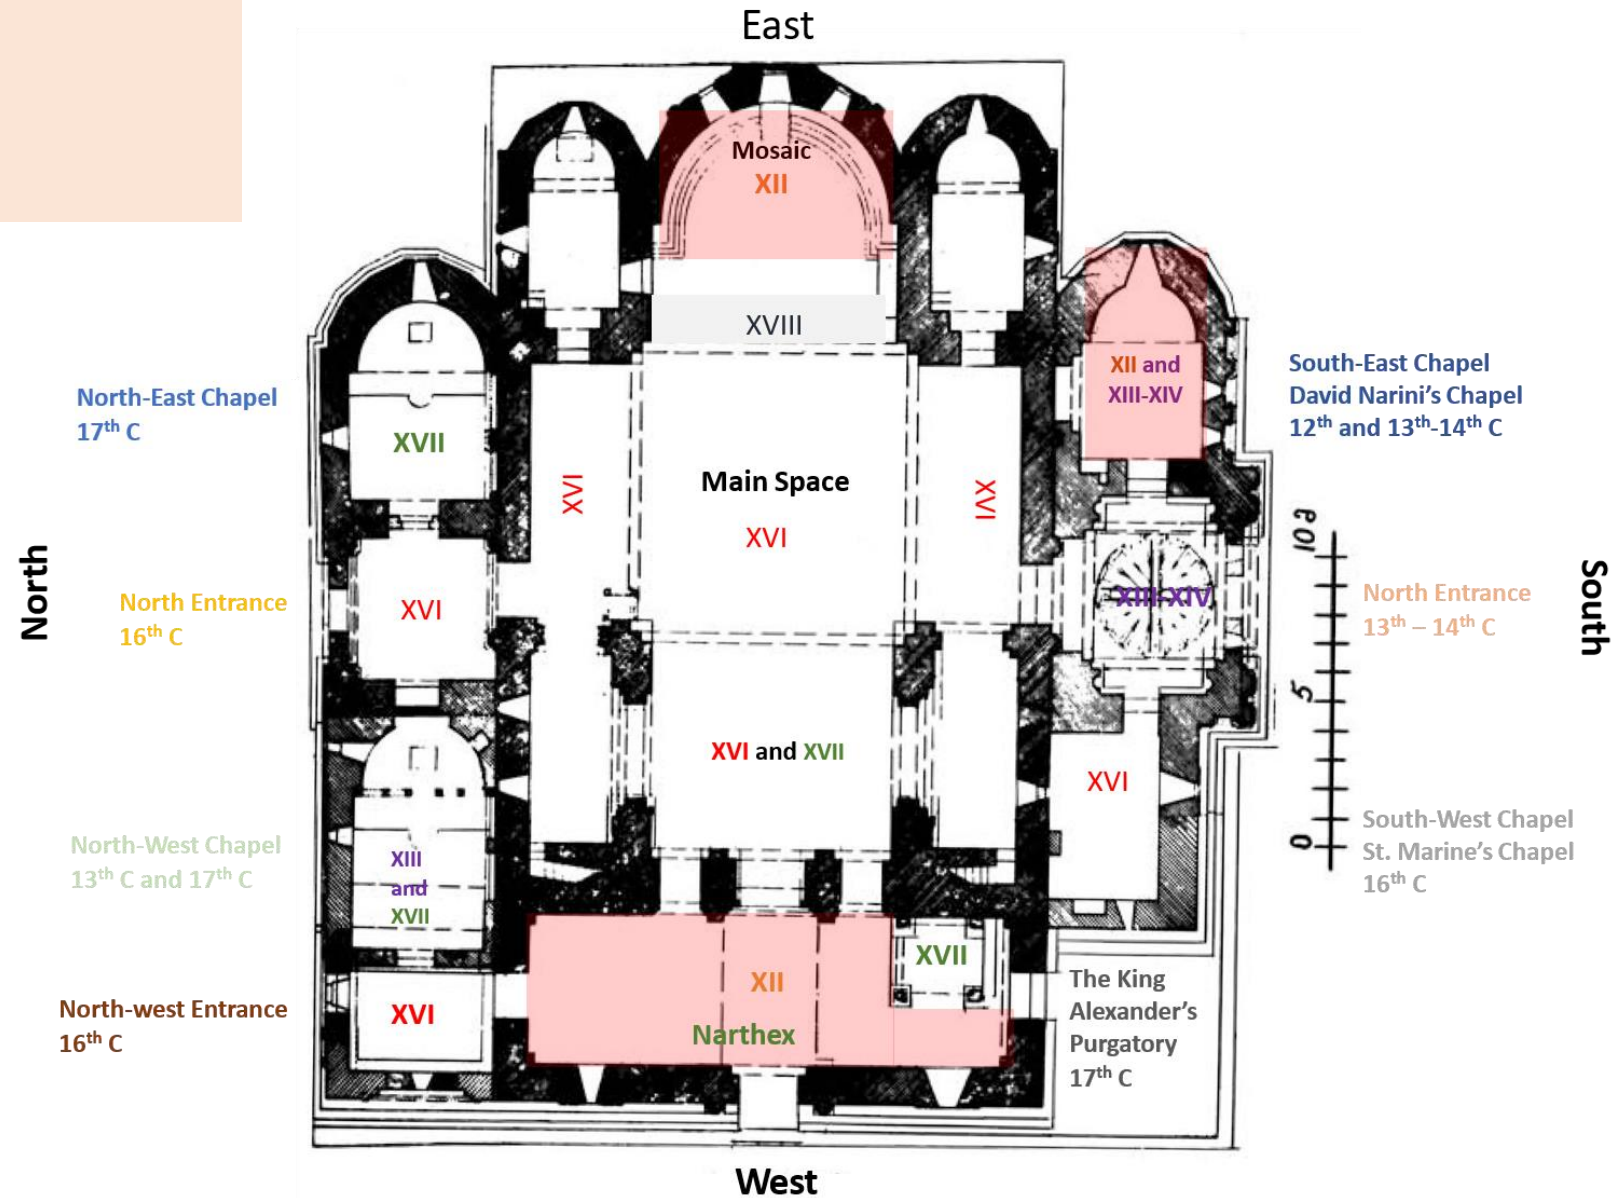 East
Mosaic
XII
XVIII
North-East Chapel
17th C
XVII
XII and
XIII-XIV
South-East Chapel
David Narini’s Chapel
12th and 13th-14th C
XVI
Main Space
XVI
XVI
10
North
North Entrance
16th C
XVI
XIII-XIV
North Entrance
13th – 14th C
South
5
XVI and XVII
XVI
North-West Chapel
13th C and 17th C
XIII
and
XVII
0
South-West Chapel
St. Marine’s Chapel
16th C
North-west Entrance
16th C
XVI
XII
Narthex
XVII
The King
Alexander’s
Purgatory
17th C
West